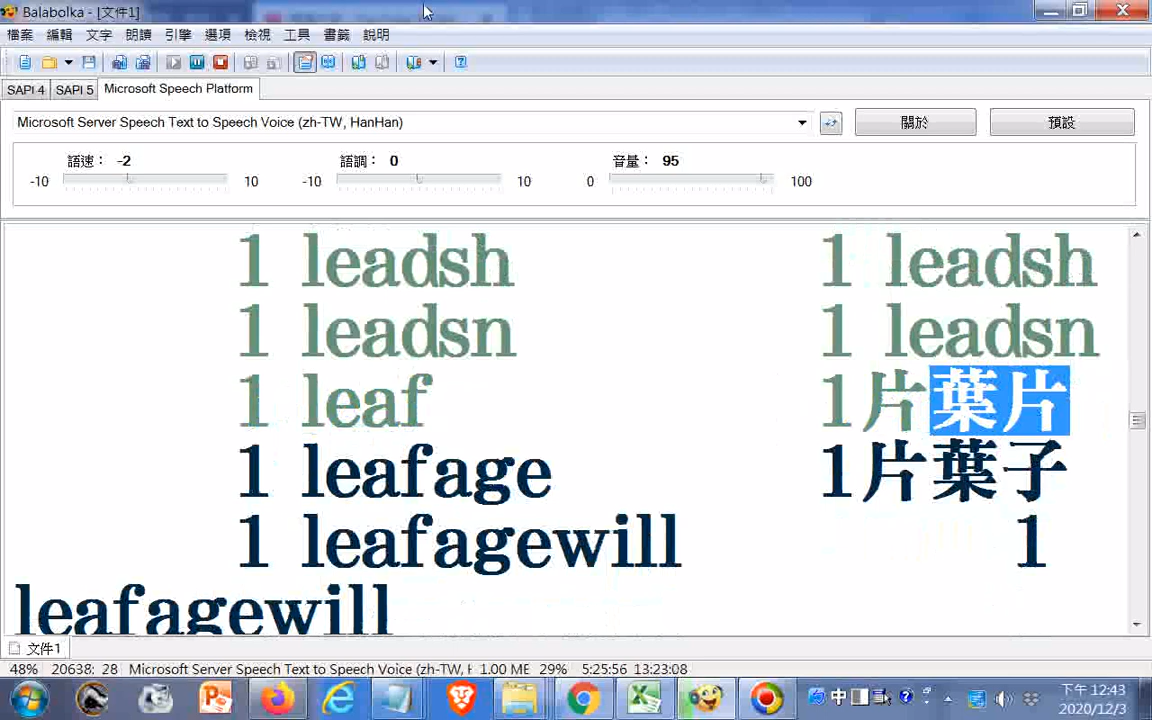 Balabolka - [文件1]
檔案 編輯 文字 朗讀 引擎 選項 檢視 工具 書籤 說明
SAPI 4 SAPI 5 Microsoft Speech Platform
Microsoft Server Speech Text to Speech Voice (zh-TW, HanHan) 關於 預設
語速： -2 語調： 0 音量： 95
-10 10 -10 10 0 100
1 leadsh 1 leadsh
1 leadsn 1 leadsn
1 leaf 1片葉片
1 leafage 1片葉子
1 leafagewill 1
leafagewill
文件1
48% 20638: 28 Microsoft Server Speech Text to Speech Voice (zh-TW, H 1.00 ME 29% 5:25:56 13:23:08
中 下午 12:43
2020/12/3